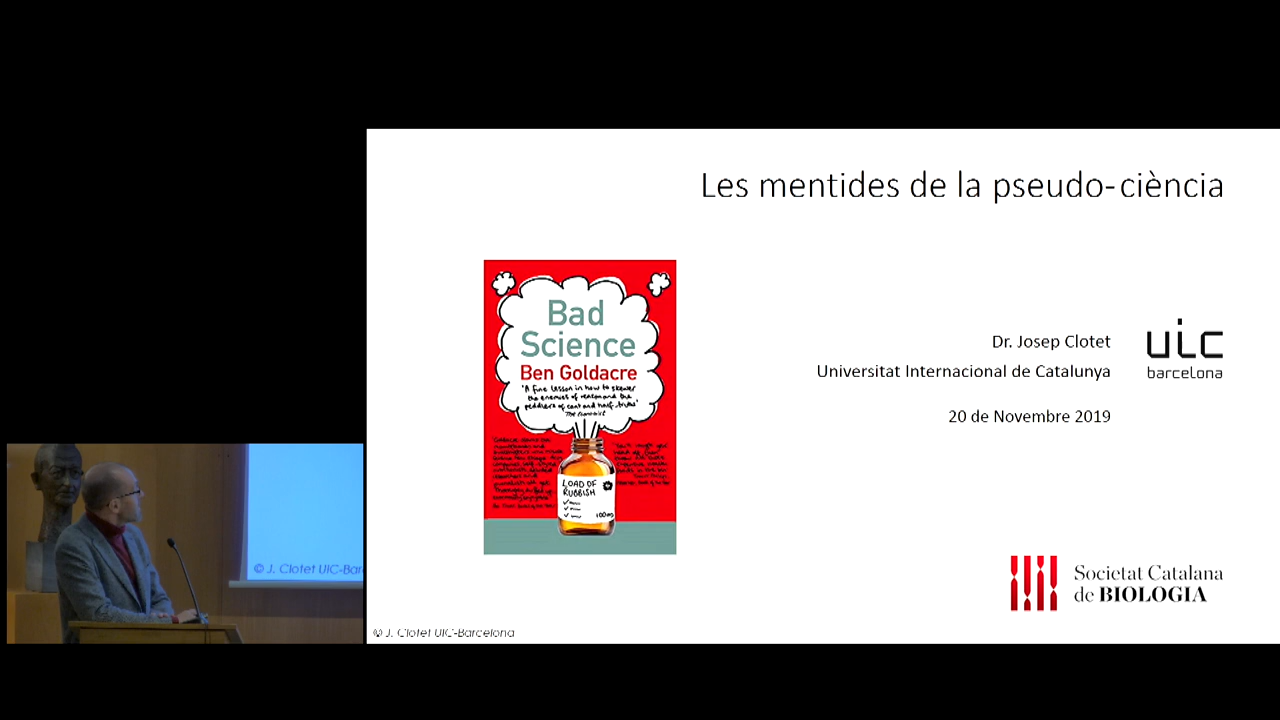 Les mentides de la pseudo-ciència
Bad
Science
Ben Goldacre
"A fine lesson in how to skewer
the enemies of reason and the
peddlers of cant and half-truths"
The Economist
LOAD OF
RUBBISH
100mg
Dr. Josep Clotet
Universitat Internacional de Catalunya
20 de Novembre 2019
uic
barcelona
Societat Catalana
de BIOLOGIA
© J. Clotet UIC-Barcelona
© J. Clotet UIC-Bar